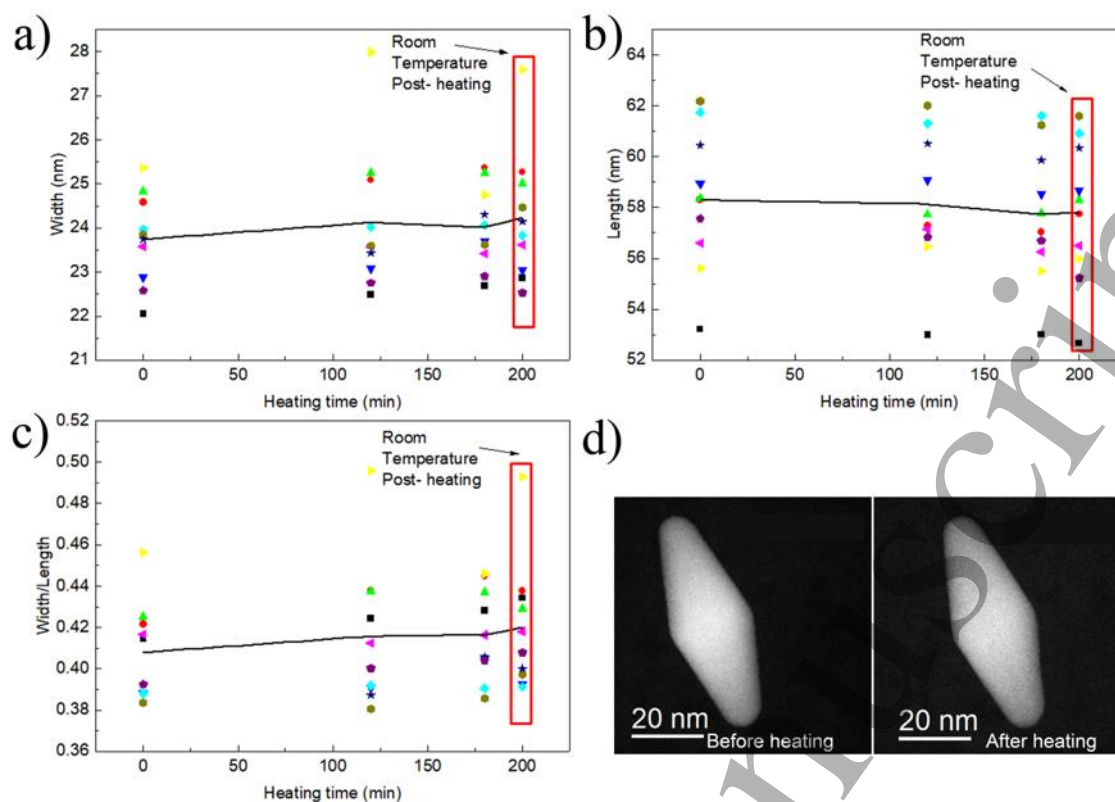 a)
28
27
26
25
24
23
22
21
Width (nm)
0
50
100
150
200
Heating time (min)
Room
Temperature
Post- heating
b)
64
62
60
58
56
54
52
Length (nm)
0
50
100
150
200
Heating time (min)
Room
Temperature
Post- heating
c)
0.52
0.50
0.48
0.46
0.44
0.42
0.40
0.38
0.36
Width/Length
0
50
100
150
200
Heating time (min)
Room
Temperature
Post- heating
d)
20 nm
Before heating
20 nm
After heating